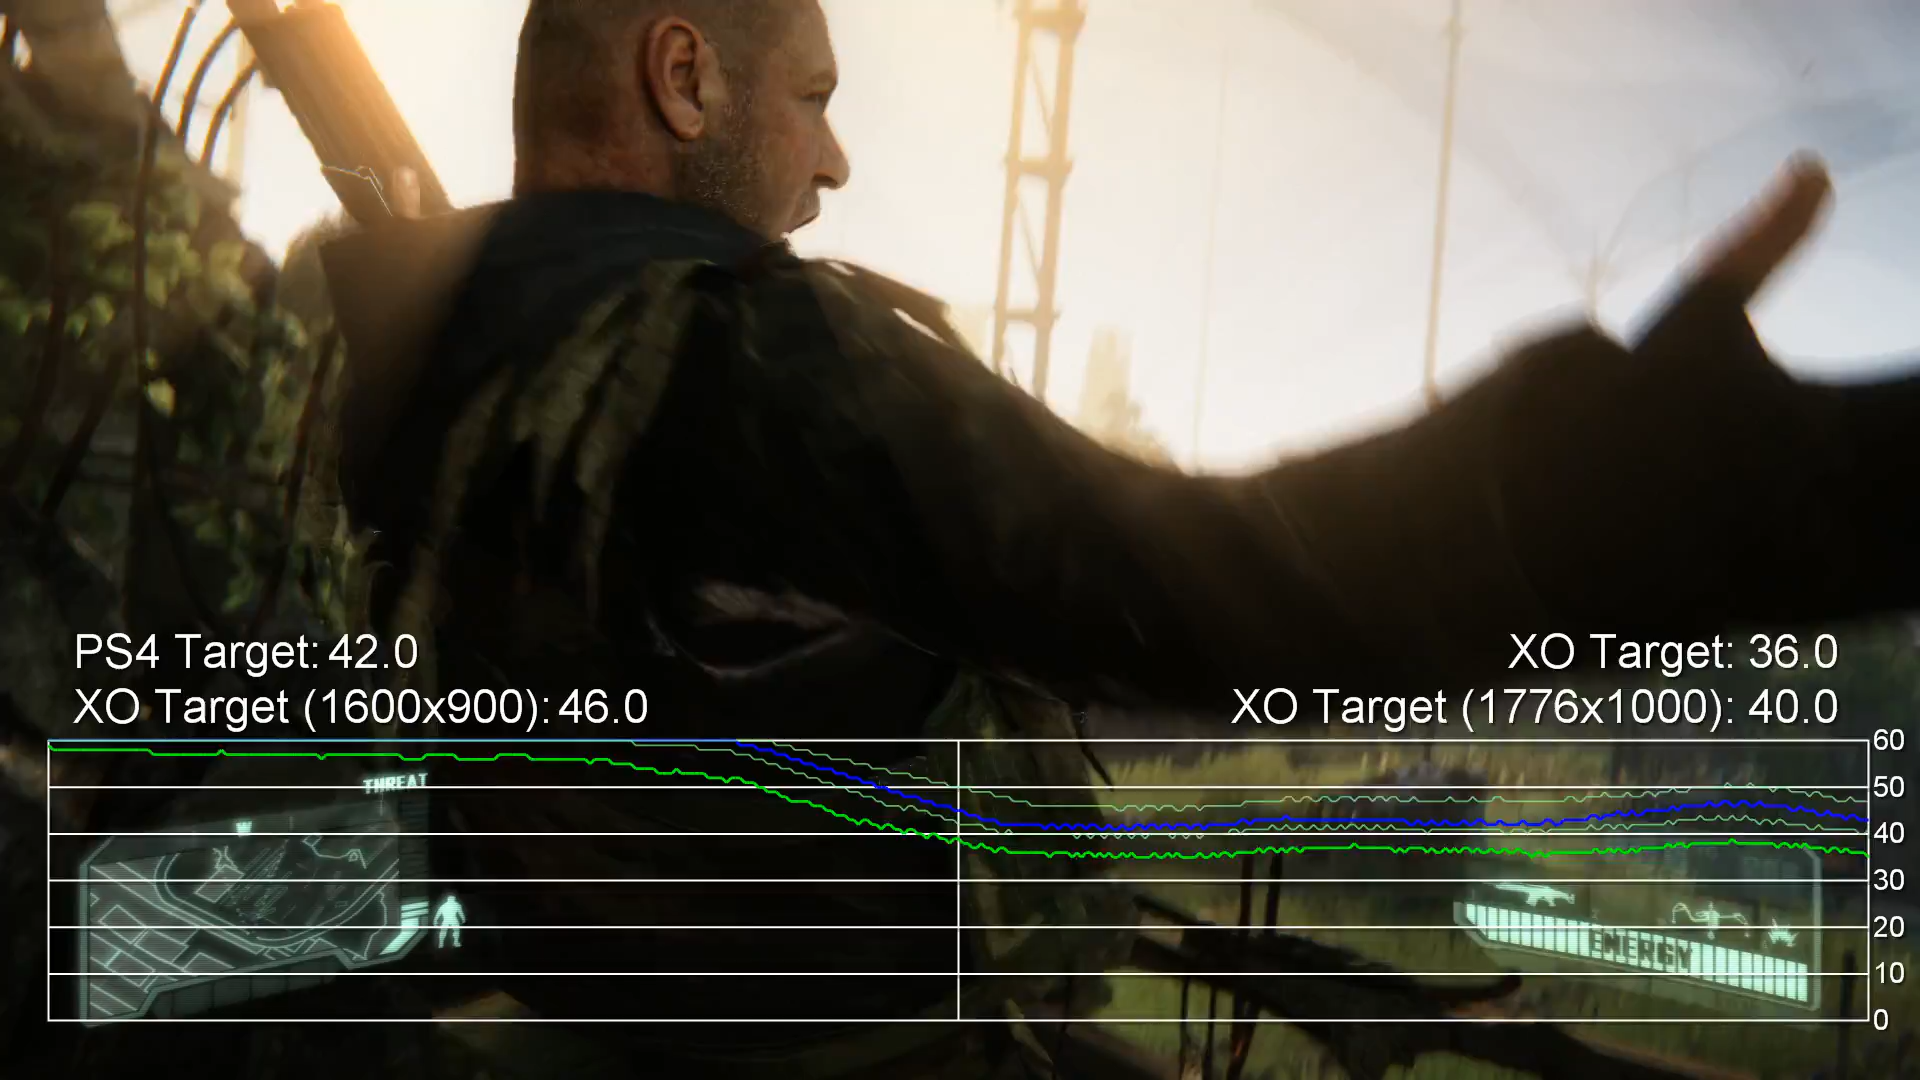 PS4 Target: 42.0
XO Target: 36.0
XO Target (1600x900): 46.0
XO Target (1776x1000): 40.0
60
THREAT
50
40
30
20
ENERGY
10
0